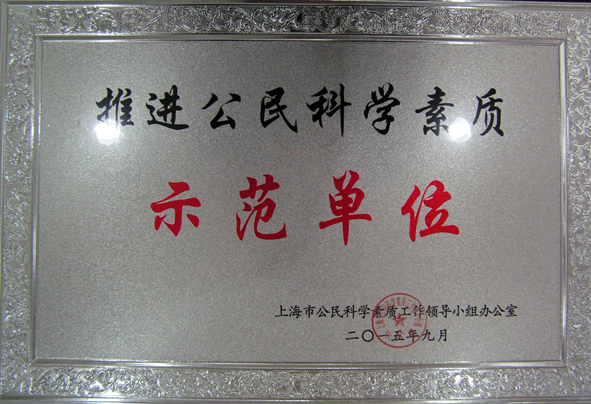 推进公民科学素质
示范单位
上海市公民科学素质工作领导小组办公室
二〇一五年九月